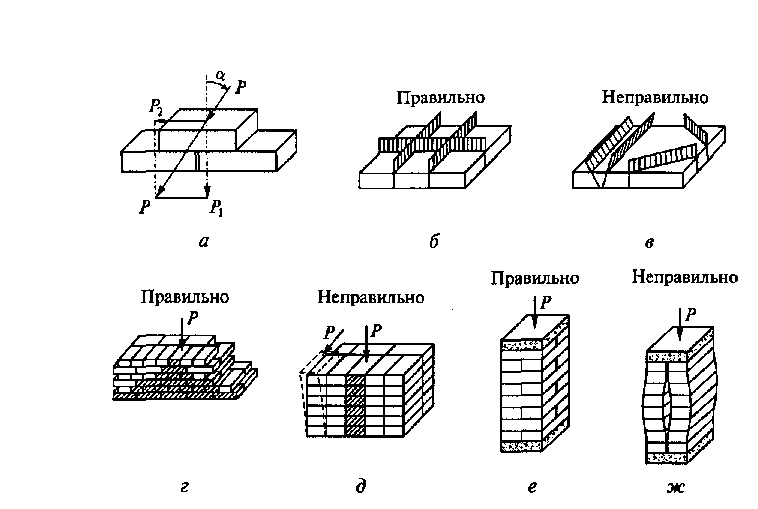 α
P
P₂
P
P₁
а
Правильно
б
Неправильно
в
Правильно
P
г
Неправильно
P
P
д
Правильно
P
е
Неправильно
P
ж